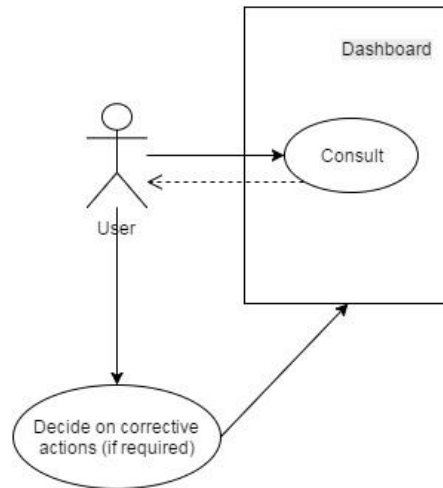 Dashboard
Consult
User
Decide on corrective
actions (if required)